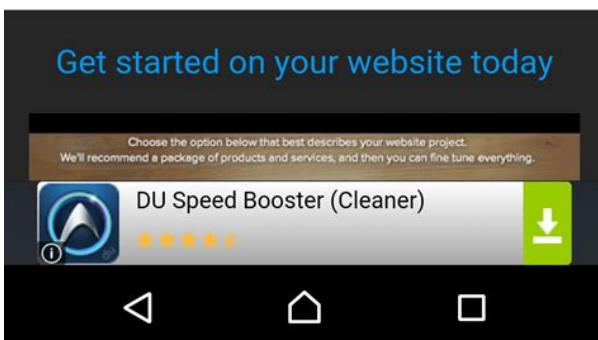 Get started on your website today
Choose the option below that best describes your website project.
We'll recommend a package of products and services, and then you can fine tune everything.
DU Speed Booster (Cleaner)
du